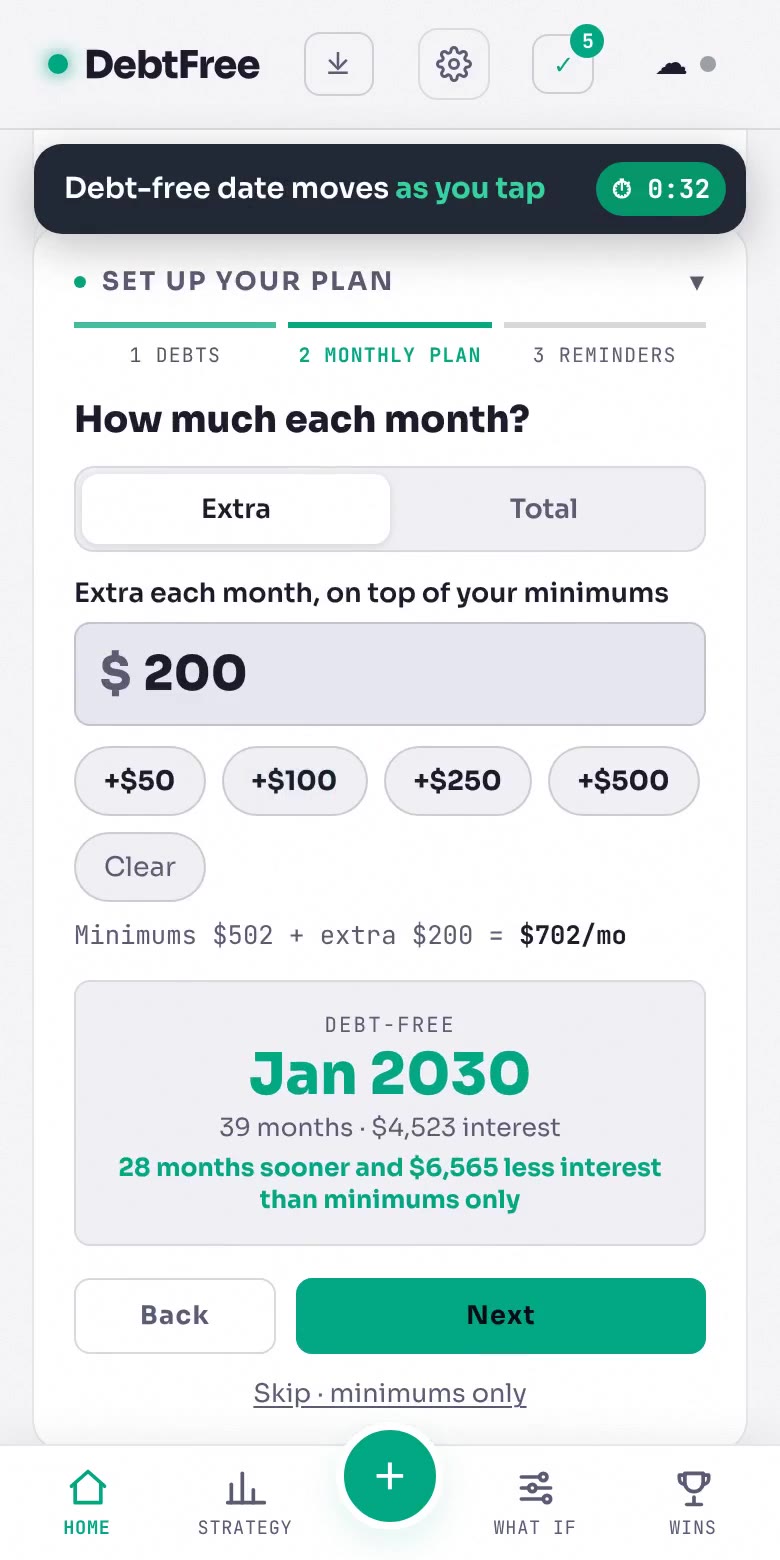 DebtFree
✓
5
Debt-free date moves as you tap
⏱ 0:32
SET UP YOUR PLAN ▼
1 DEBTS
2 MONTHLY PLAN
3 REMINDERS
How much each month?
Extra
Total
Extra each month, on top of your minimums
$ 200
+$50
+$100
+$250
+$500
Clear
Minimums $502 + extra $200 = $702/mo
DEBT-FREE
Jan 2030
39 months · $4,523 interest
28 months sooner and $6,565 less interest
than minimums only
Back
Next
Skip · minimums only
+
HOME
STRATEGY
WHAT IF
WINS